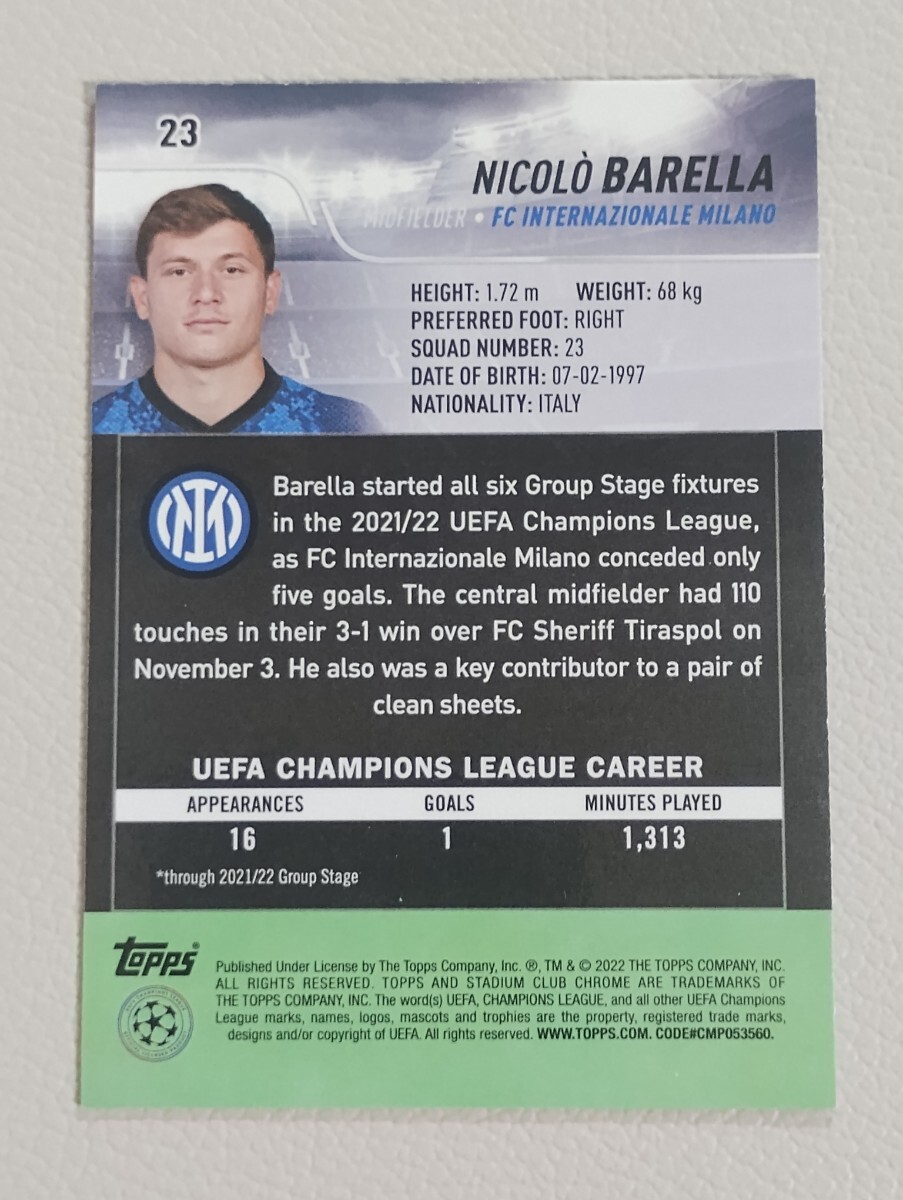 23
NICOLÒ BARELLA
MIDFIELDER • FC INTERNAZIONALE MILANO
HEIGHT: 1.72 m WEIGHT: 68 kg
PREFERRED FOOT: RIGHT
SQUAD NUMBER: 23
DATE OF BIRTH: 07-02-1997
NATIONALITY: ITALY
Barella started all six Group Stage fixtures
in the 2021/22 UEFA Champions League,
as FC Internazionale Milano conceded only
five goals. The central midfielder had 110
touches in their 3-1 win over FC Sheriff Tiraspol on
November 3. He also was a key contributor to a pair of
clean sheets.
UEFA CHAMPIONS LEAGUE CAREER
APPEARANCES GOALS MINUTES PLAYED
16 1 1,313
*through 2021/22 Group Stage
Topps®
Published Under License by The Topps Company, Inc. ®, TM & © 2022 THE TOPPS COMPANY, INC.
ALL RIGHTS RESERVED. TOPPS AND STADIUM CLUB CHROME ARE TRADEMARKS OF
THE TOPPS COMPANY, INC. The word(s) UEFA, CHAMPIONS LEAGUE, and all other UEFA Champions
League marks, names, logos, mascots and trophies are the property, registered trade marks,
designs and/or copyright of UEFA. All rights reserved. WWW.TOPPS.COM. CODE#CMP053560.